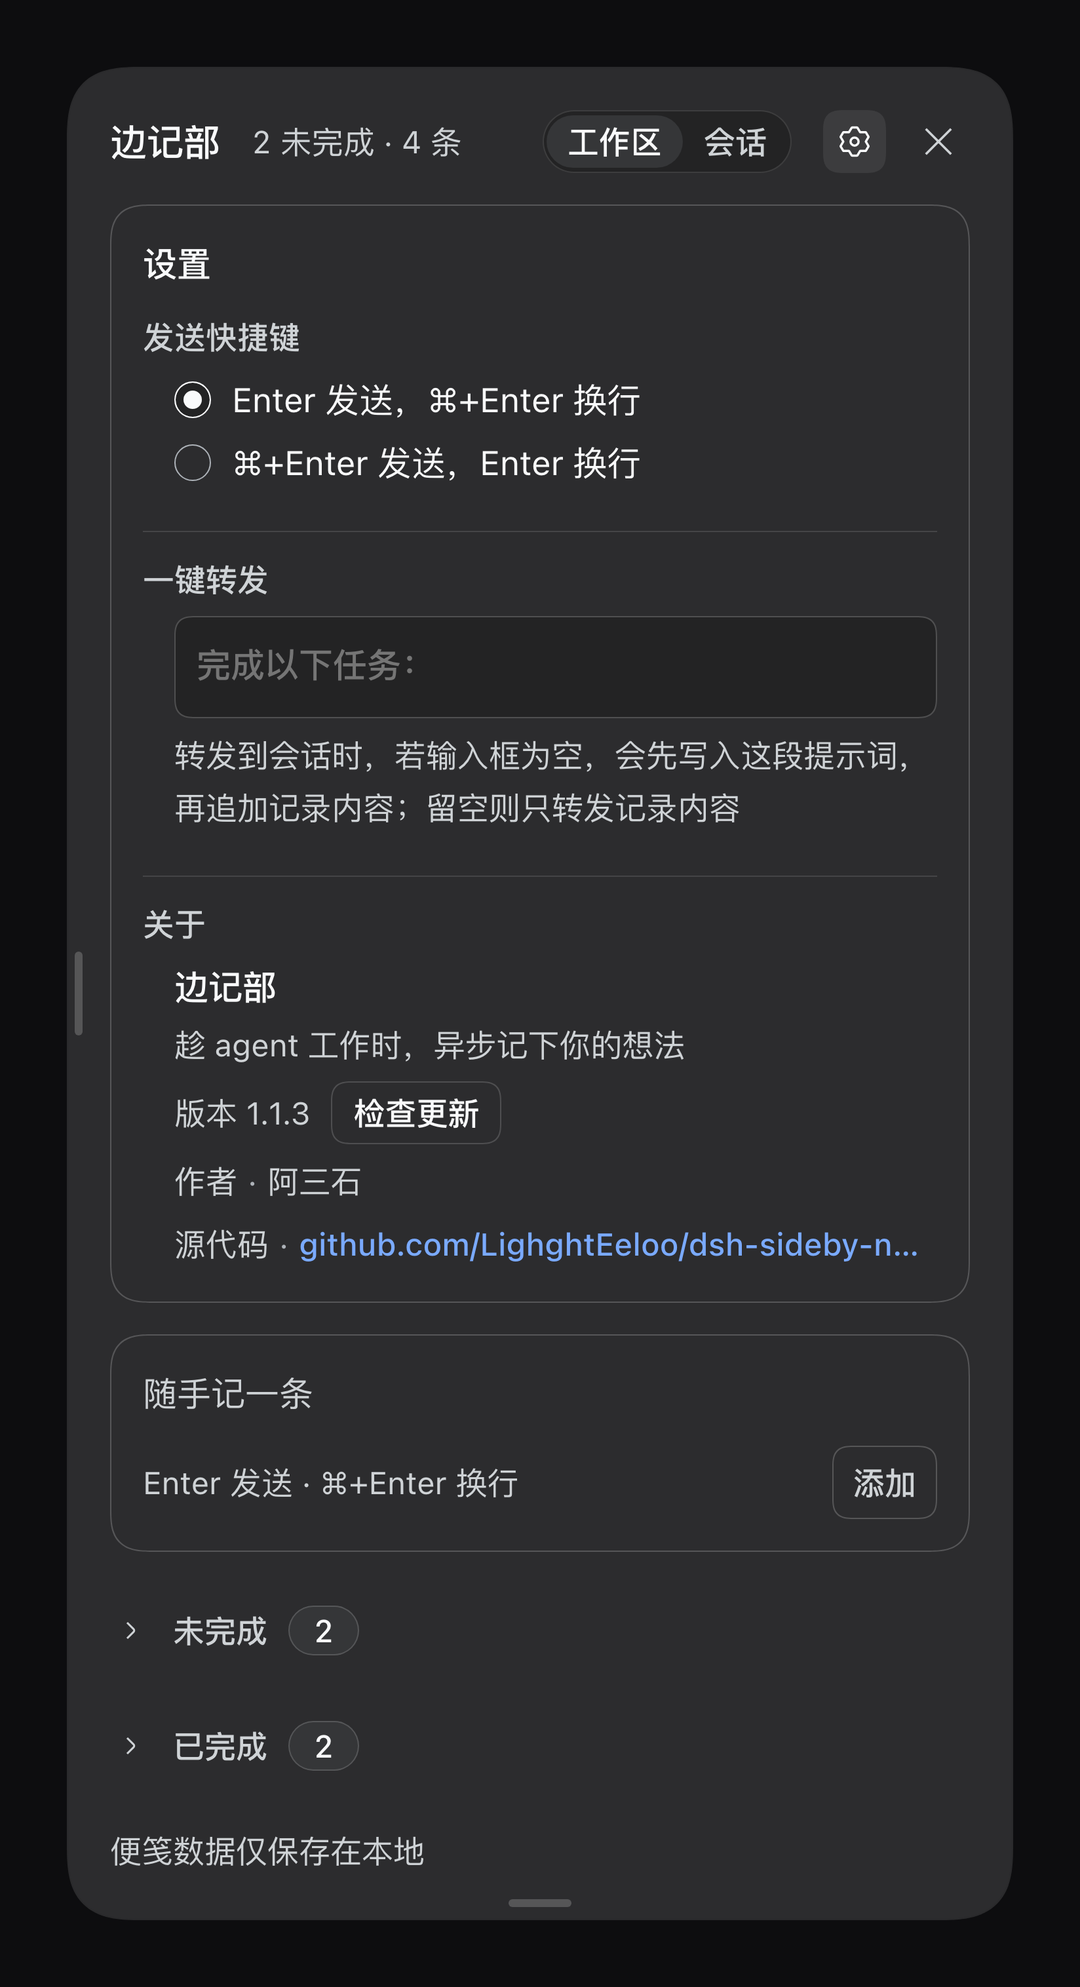 边记部 2 未完成 · 4 条 工作区 会话
设置
发送快捷键
Enter 发送，⌘+Enter 换行
⌘+Enter 发送，Enter 换行
一键转发
完成以下任务：
转发到会话时，若输入框为空，会先写入这段提示词，
再追加记录内容；留空则只转发记录内容
关于
边记部
趁 agent 工作时，异步记下你的想法
版本 1.1.3 检查更新
作者 · 阿三石
源代码 · github.com/LighghtEeloo/dsh-sideby-n...
随手记一条
Enter 发送 · ⌘+Enter 换行 添加
未完成 2
已完成 2
便笺数据仅保存在本地